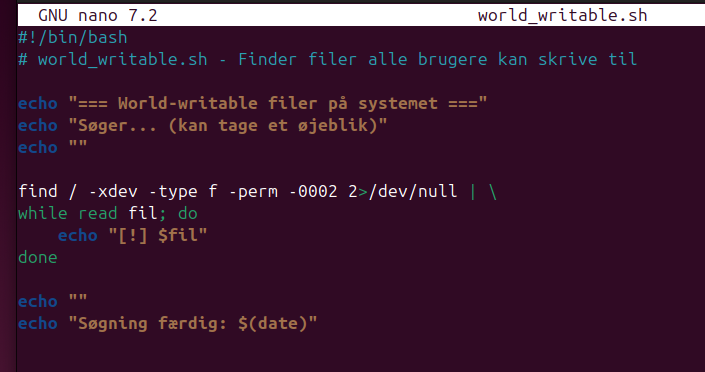 GNU nano 7.2 world_writable.sh
#!/bin/bash
# world_writable.sh - Finder filer alle brugere kan skrive til
echo "=== World-writable filer på systemet ==="
echo "Søger... (kan tage et øjeblik)"
echo ""
find / -xdev -type f -perm -0002 2>/dev/null | \
while read fil; do
    echo "[!] $fil"
done
echo ""
echo "Søgning færdig: $(date)"